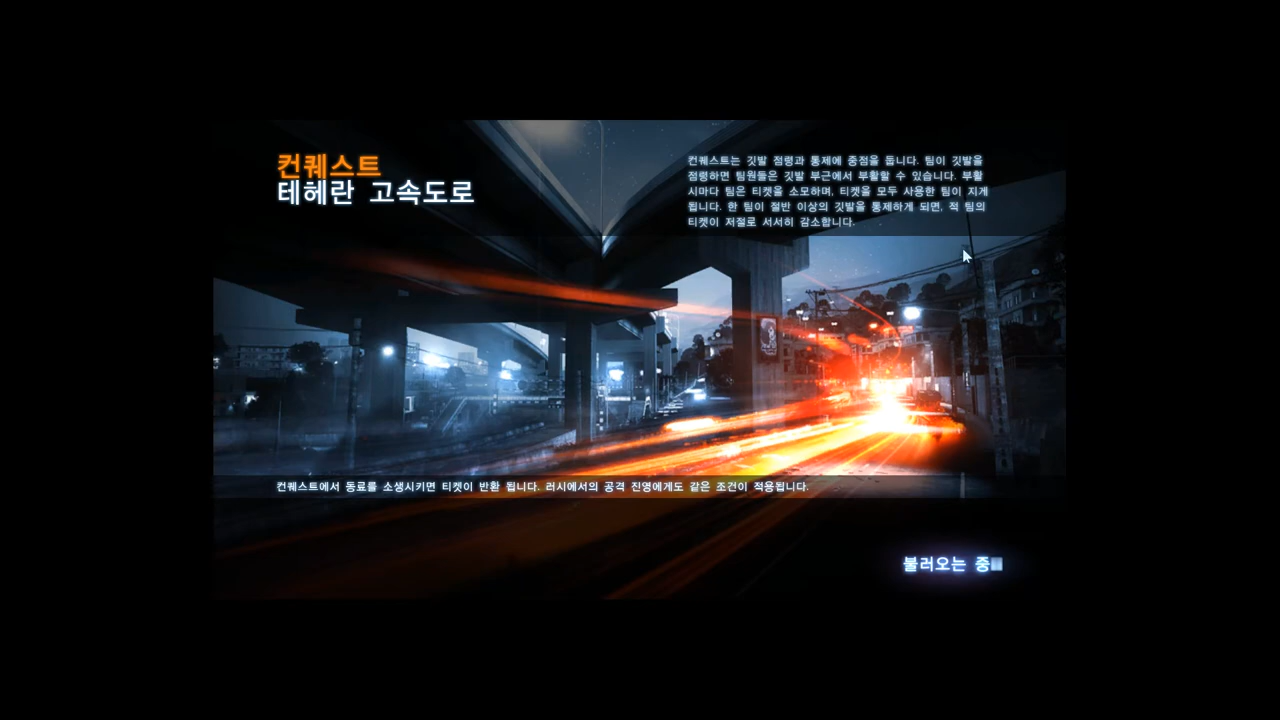 컨퀘스트
테헤란 고속도로
컨퀘스트는 깃발 점령과 통제에 중점을 둡니다. 팀이 깃발을
점령하면 팀원들은 깃발 부근에서 부활할 수 있습니다. 부활
시마다 팀은 티켓을 소모하며, 티켓을 모두 사용한 팀이 지게
됩니다. 한 팀이 절반 이상의 깃발을 통제하게 되면, 적 팀의
티켓이 저절로 서서히 감소합니다.
컨퀘스트에서 동료를 소생시키면 티켓이 반환 됩니다. 러시에서의 공격 진영에게도 같은 조건이 적용됩니다.
불러오는 중